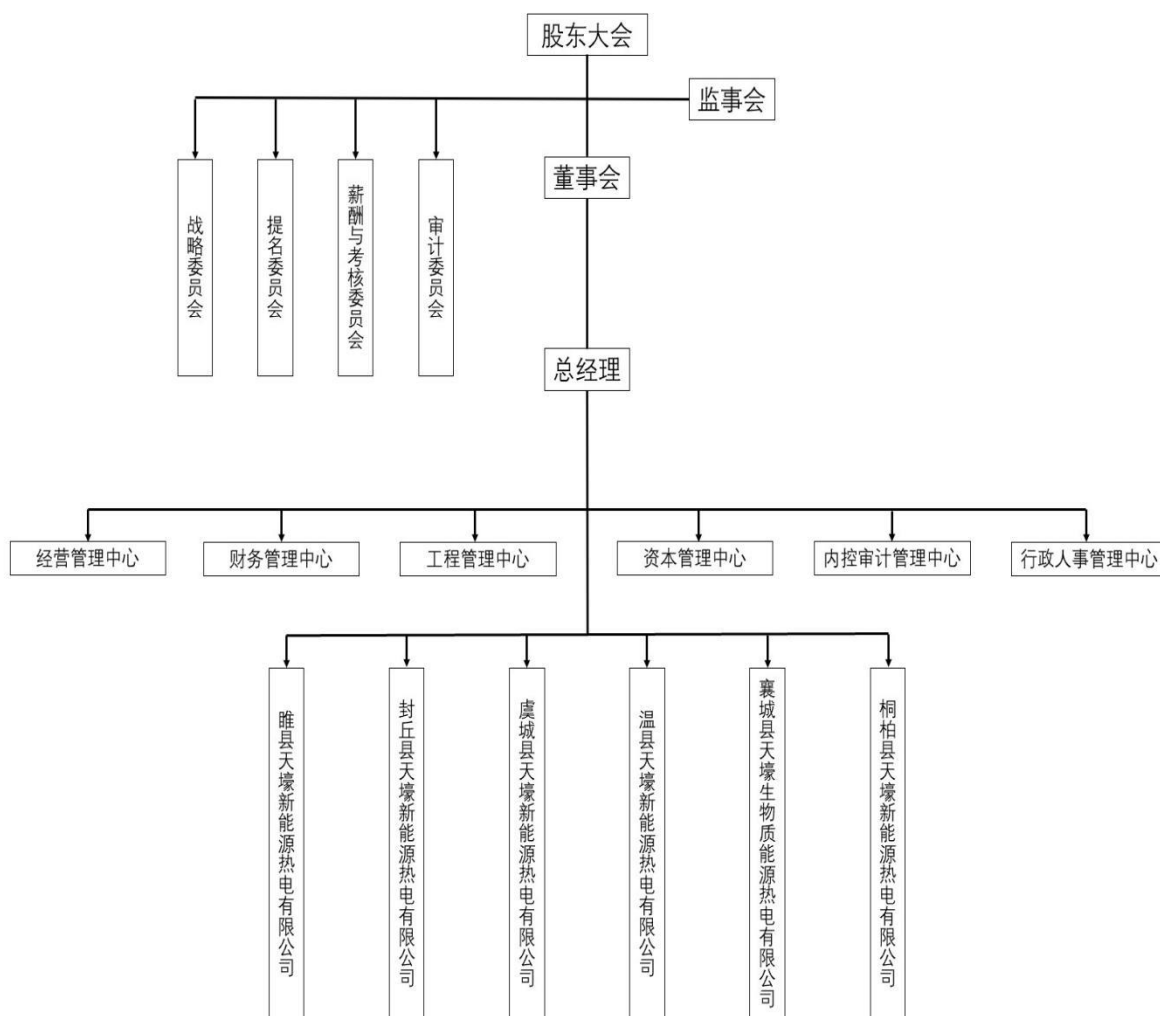 股东大会
监事会
董事会
战略委员会
提名委员会
薪酬与考核委员会
审计委员会
总经理
经营管理中心
财务管理中心
工程管理中心
资本管理中心
内控审计管理中心
行政人事管理中心
睢县天壕新能源热电有限公司
封丘县天壕新能源热电有限公司
虞城县天壕新能源热电有限公司
温县天壕新能源热电有限公司
襄城县天壕生物质能源热电有限公司
桐柏县天壕新能源热电有限公司